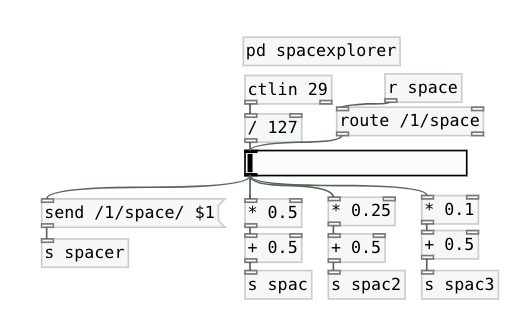 pd spacexplorer
ctlin 29
r space
/ 127
route /1/space
send /1/space/ $1
* 0.5
* 0.25
* 0.1
s spacer
+ 0.5
+ 0.5
+ 0.5
s spac
s spac2
s spac3